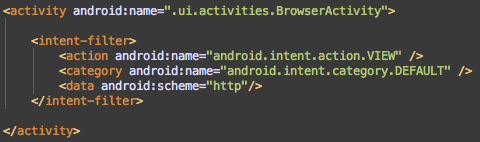 <activity android:name=".ui.activities.BrowserActivity">
<intent-filter>
<action android:name="android.intent.action.VIEW" />
<category android:name="android.intent.category.DEFAULT" />
<data android:scheme="http"/>
</intent-filter>
</activity>